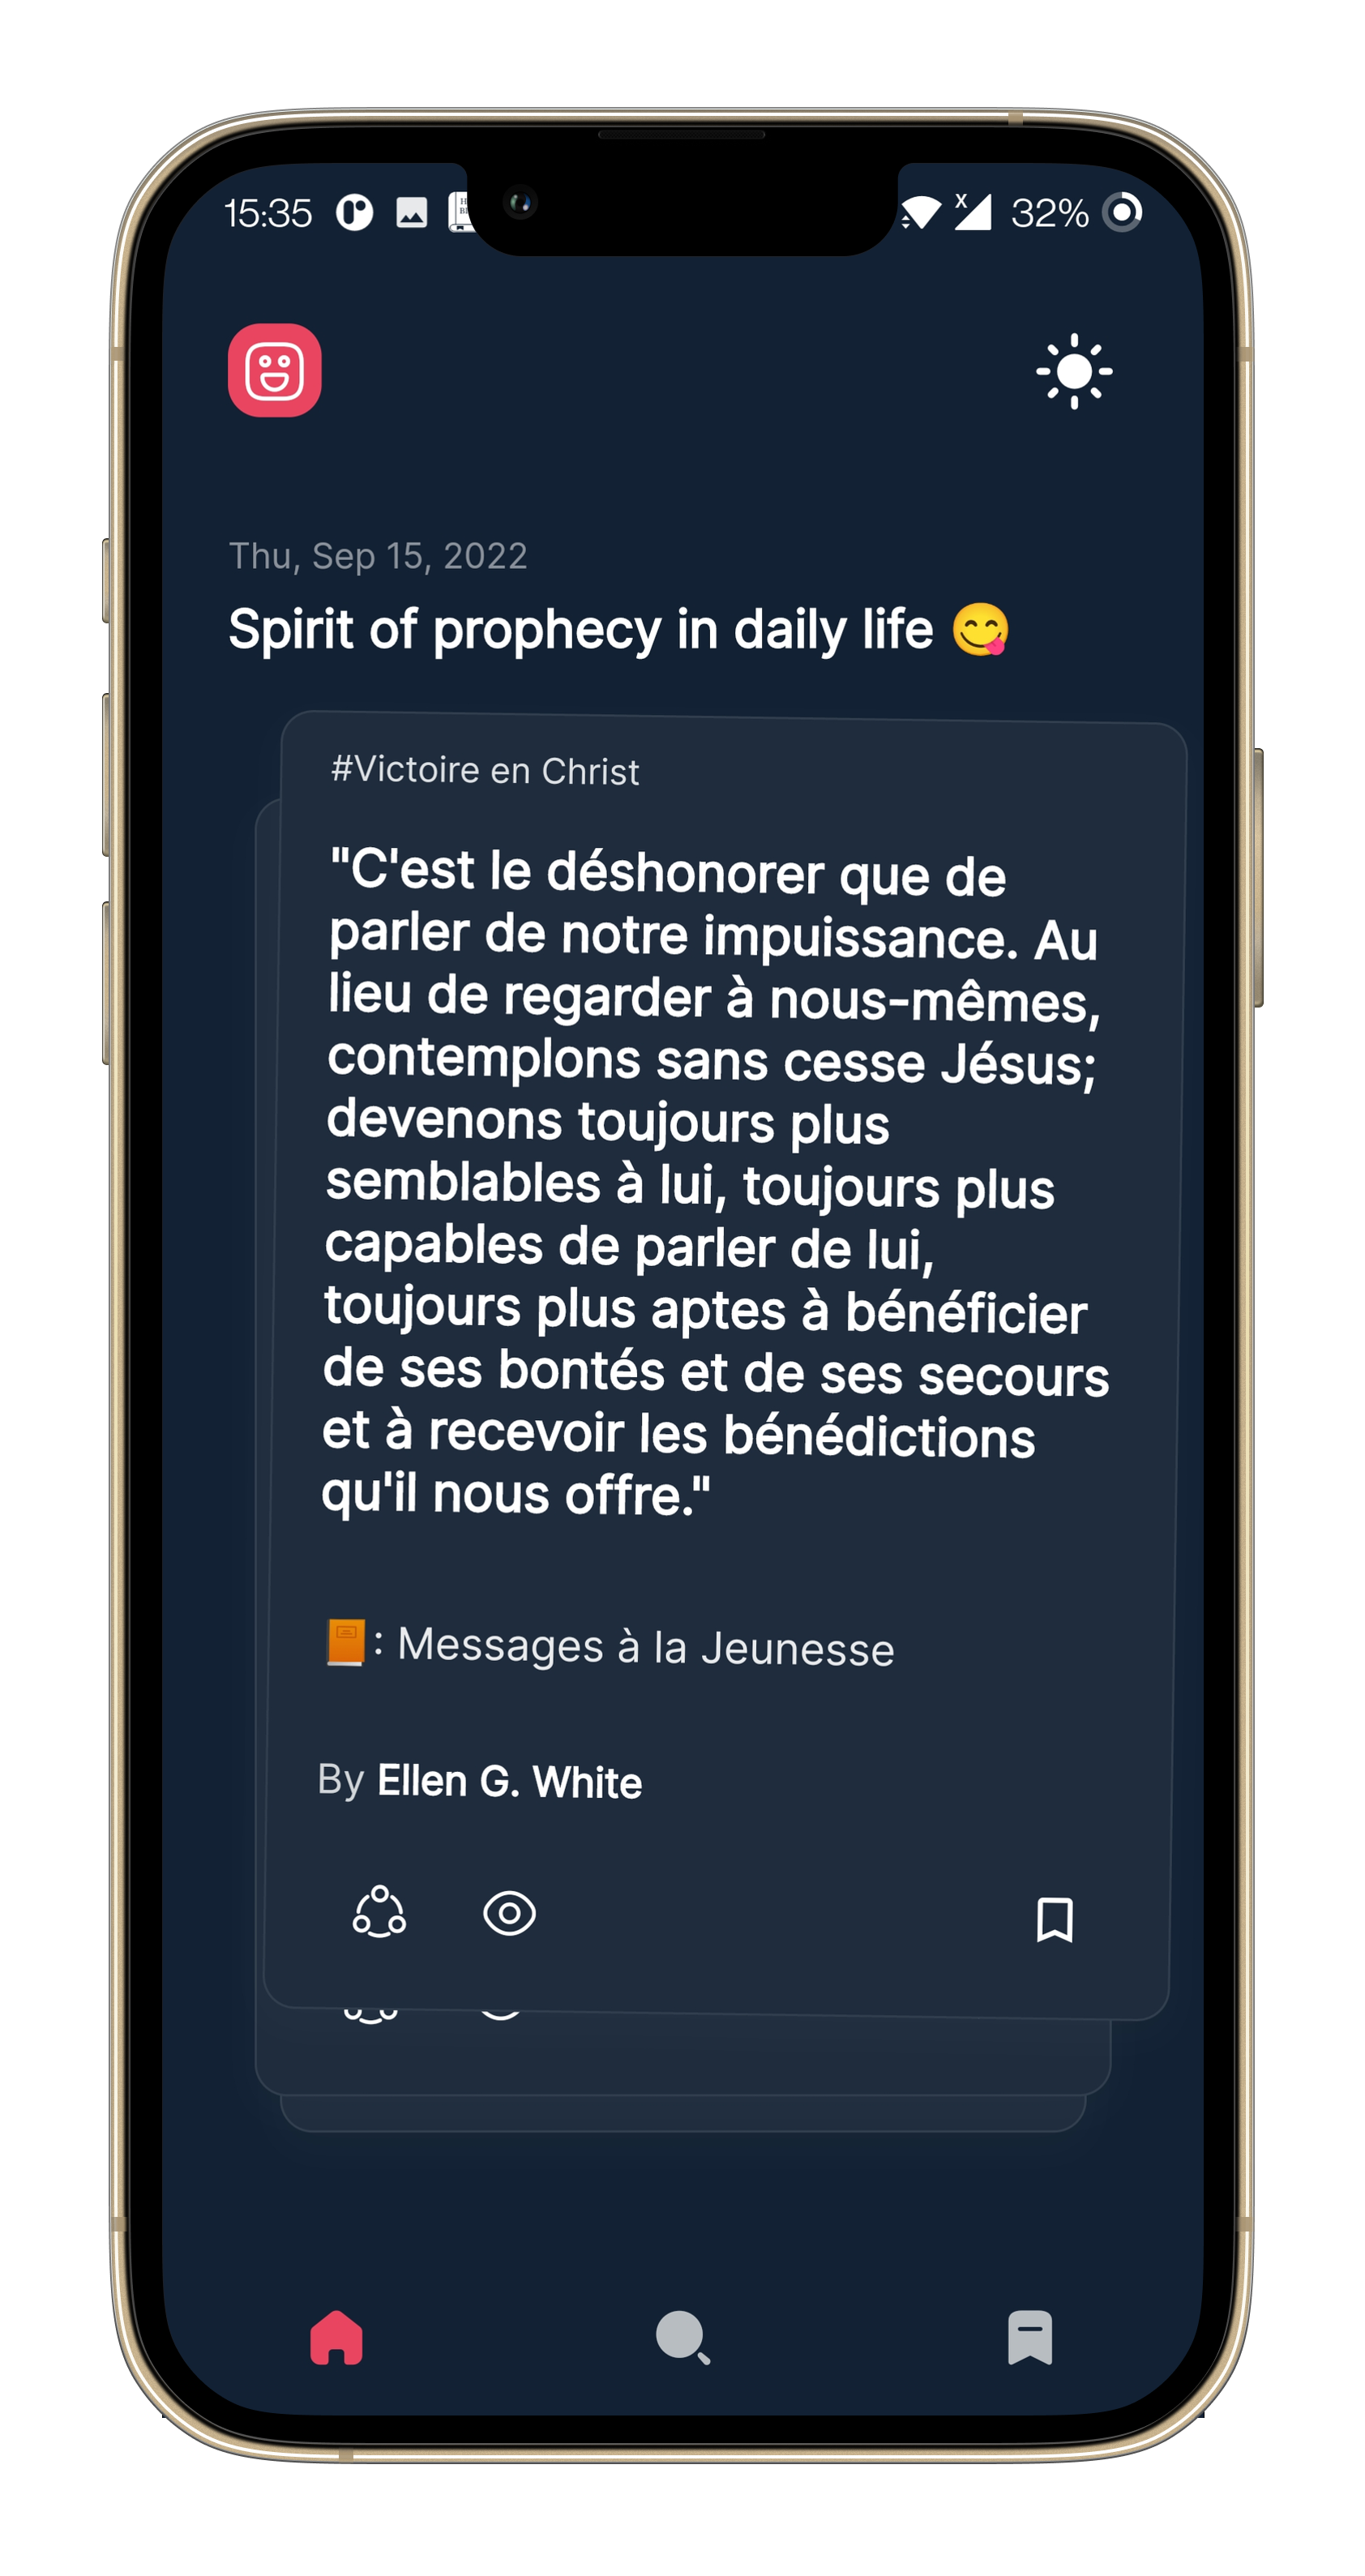 15:35
X
32%
Thu, Sep 15, 2022
Spirit of prophecy in daily life 😋
#Victoire en Christ
"C'est le déshonorer que de
parler de notre impuissance. Au
lieu de regarder à nous-mêmes,
contemplons sans cesse Jésus;
devenons toujours plus
semblables à lui, toujours plus
capables de parler de lui,
toujours plus aptes à bénéficier
de ses bontés et de ses secours
et à recevoir les bénédictions
qu'il nous offre."
📙: Messages à la Jeunesse
By Ellen G. White